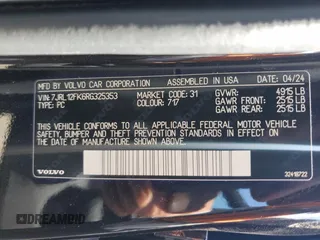 MFD BY VOLVO CAR CORPORATION ASSEMBLED IN USA 04/24
VIN: 7JRL12FK6RG325353 MARKET CODE: 31 GVWR: 4915 LB
TYPE: PC COLOUR: 717 GAWR FRONT: 2515 LB
GAWR REAR: 2515 LB
THIS VEHICLE CONFORMS TO ALL APPLICABLE FEDERAL MOTOR VEHICLE
SAFETY, BUMPER AND THEFT PREVENTION STANDARDS IN EFFECT ON
THE DATE OF MANUFACTURE SHOWN ABOVE.
VOLVO 32418722
DREAMBID